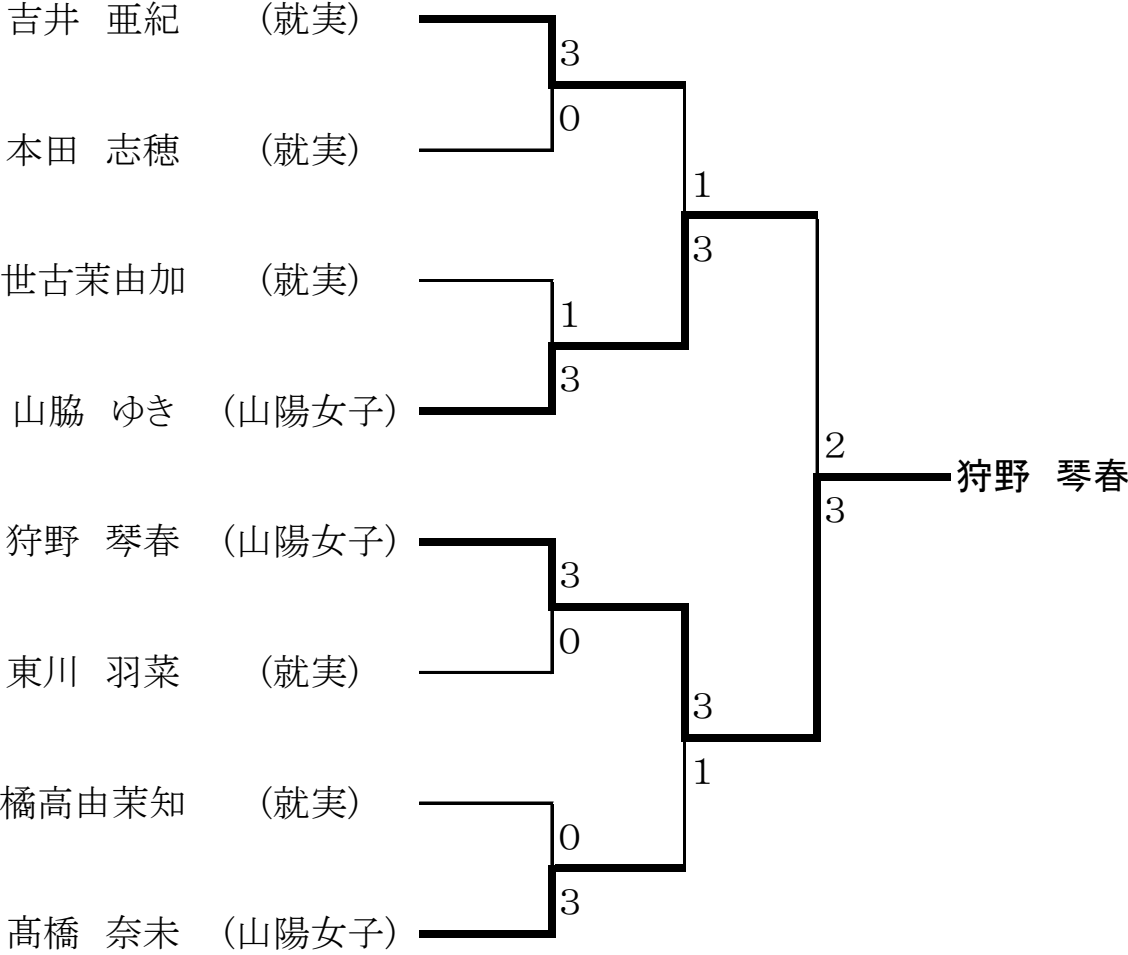 吉井　亜紀　（就実）
3
0
本田　志穂　（就実）
1
3
世古茉由加　（就実）
1
3
山脇　ゆき　（山陽女子）
2
狩野　琴春
3
狩野　琴春　（山陽女子）
3
0
東川　羽菜　（就実）
3
1
橘高由茉知　（就実）
0
3
髙橋　奈未　（山陽女子）